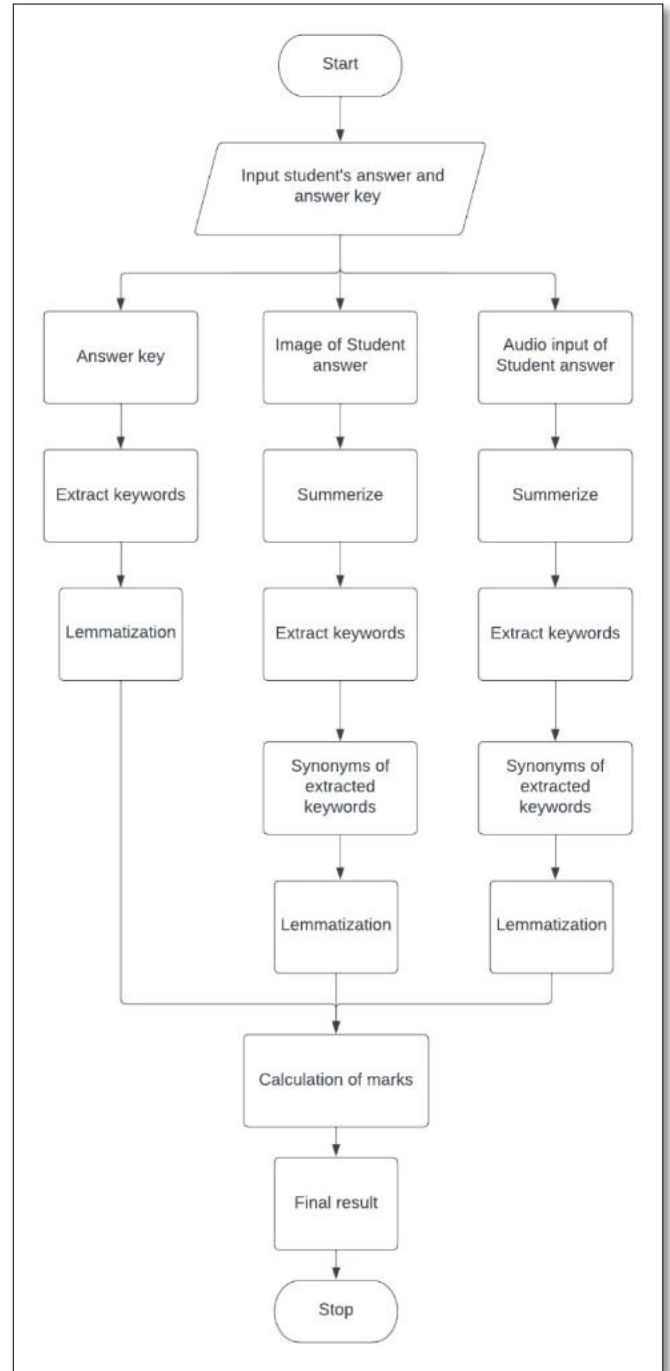 Start
Input student's answer and
answer key
Answer key
Image of Student
answer
Audio input of
Student answer
Extract keywords
Summerize
Summerize
Lemmatization
Extract keywords
Extract keywords
Synonyms of
extracted
keywords
Synonyms of
extracted
keywords
Lemmatization
Lemmatization
Calculation of marks
Final result
Stop